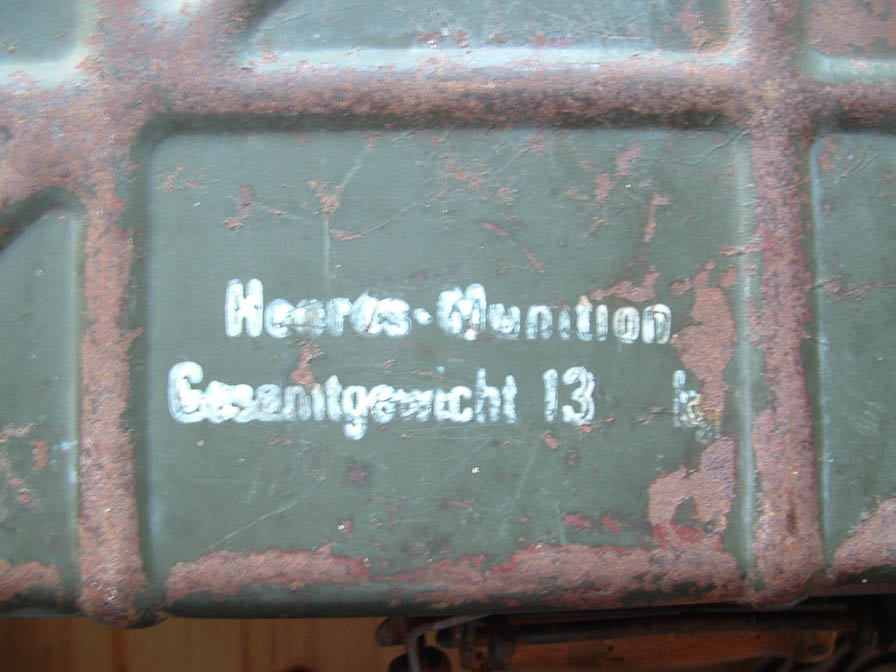 Heeres-Munition
Gesamtgewicht 13 k